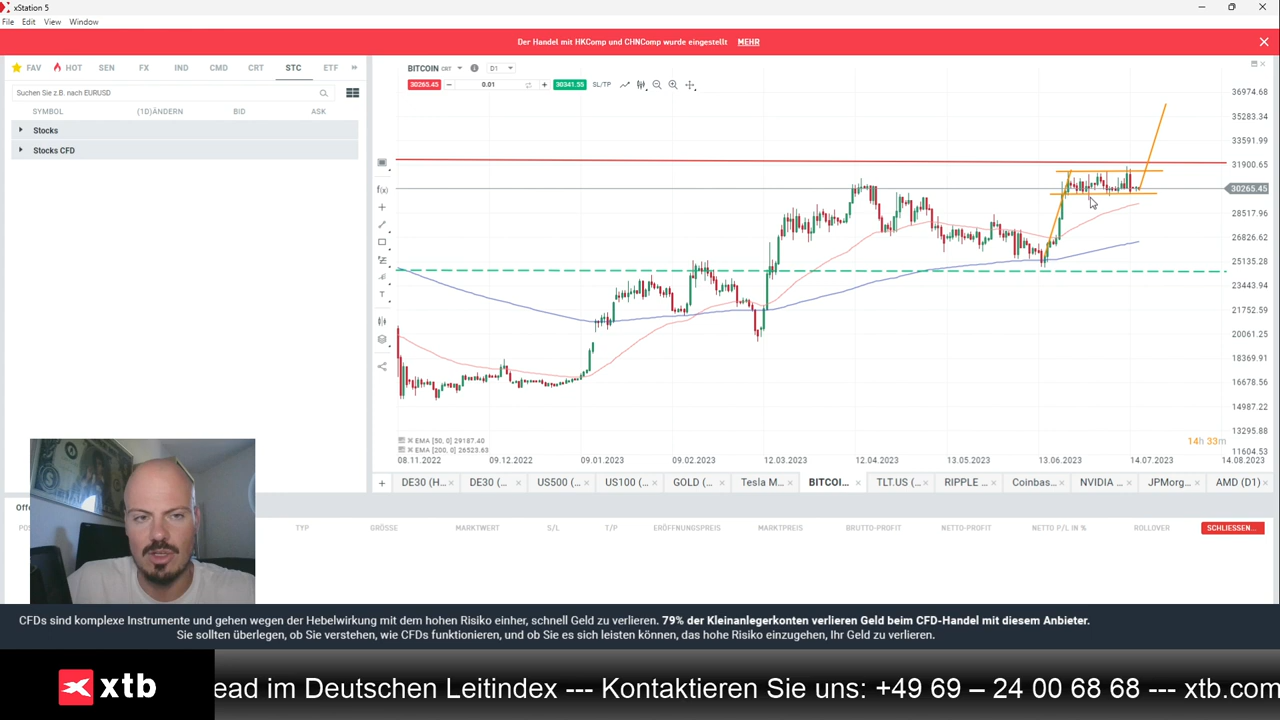 xStation 5
File Edit View Window
Der Handel mit HKComp und CHNComp wurde eingestellt MEHR
FAV HOT SEN FX IND CMD CRT STC ETF
Suchen Sie z.B. nach EURUSD
SYMBOL (1D)ÄNDERN BID ASK
Stocks
Stocks CFD
BITCOIN CRT D1
30265.45 0.01 30341.55 SL/TP
f(x)
T
36974.68
35283.34
33591.99
31900.65
30265.45
28517.96
26826.62
25135.28
23443.94
21752.59
20061.25
18369.91
16678.56
14987.22
13295.88
11604.53
14h 33m
EMA [50, 0] 29187.40
EMA [200, 0] 26523.63
08.11.2022 09.12.2022 09.01.2023 09.02.2023 12.03.2023 12.04.2023 13.05.2023 13.06.2023 14.07.2023 14.08.2023
DE30 (H... DE30 (... US500 (... US100 (... GOLD (... Tesla M... BITCOI... TLT.US (... RIPPLE ... Coinbas... NVIDIA ... JPMorg... AMD (D1)
TYP GRÖSSE MARKTWERT S/L T/P ERÖFFNUNGSPREIS MARKTPREIS BRUTTO-PROFIT NETTO-PROFIT NETTO P/L IN % ROLLOVER SCHLIESSEN...
CFDs sind komplexe Instrumente und gehen wegen der Hebelwirkung mit dem hohen Risiko einher, schnell Geld zu verlieren. 79% der Kleinanlegerkonten verlieren Geld beim CFD-Handel mit diesem Anbieter.
Sie sollten überlegen, ob Sie verstehen, wie CFDs funktionieren, und ob Sie es sich leisten können, das hohe Risiko einzugehen, Ihr Geld zu verlieren.
xtb
ead im Deutschen Leitindex --- Kontaktieren Sie uns: +49 69 – 24 00 68 68 --- xtb.com